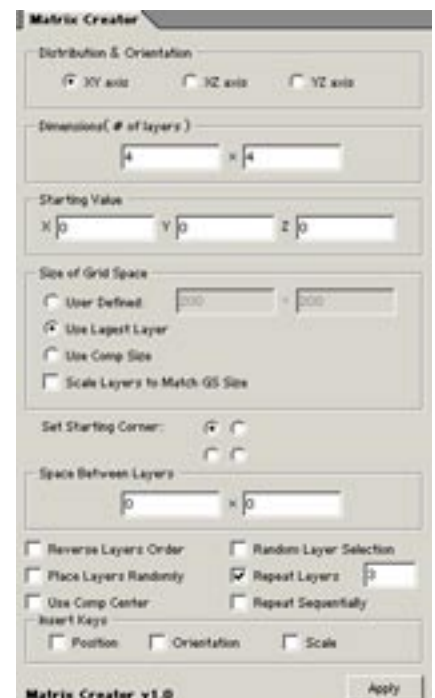 Matrix Creator
Distribution & Orientation
XY axis XZ axis YZ axis
Dimensions( # of layers )
4 x 4
Starting Value
X 0 Y 0 Z 0
Size of Grid Space
User Defined: 200 x 200
Use Lagest Layer
Use Comp Size
Scale Layers to Match GS Size
Set Starting Corner:
Space Between Layers
0 x 0
Reverse Layers Order Random Layer Selection
Place Layers Randomly Repeat Layers 3
Use Comp Center Repeat Sequentially
Insert Keys
Position Orientation Scale
Matrix Creator v1.0 Apply